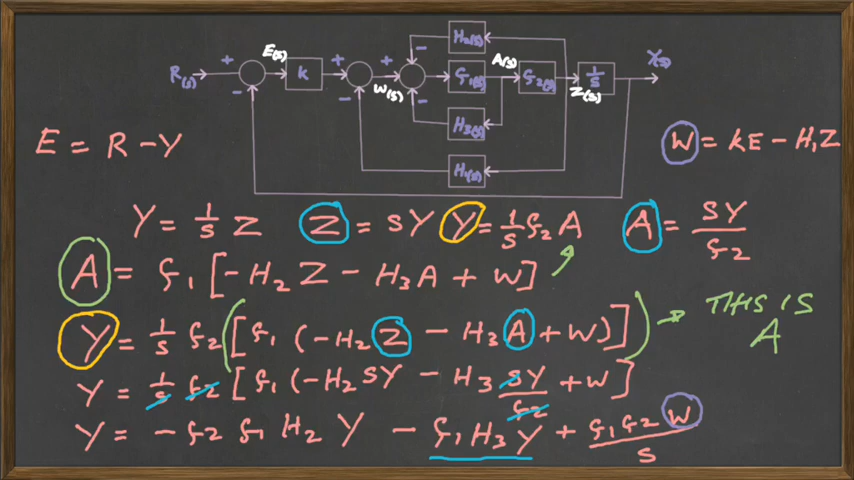 H₂(s)
E(s) A(s) Y(s)
R(s) + k + + G₁(s) G₂(s) 1/s
− − − − W(s) Z(s)
H₃(s)
E = R − Y H₁(s) W = kE − H₁Z
Y = 1/s Z Z = SY Y = 1/s G₂ A A = SY/G₂
A = G₁ [−H₂ Z − H₃A + W]
Y = 1/s G₂ [G₁ (−H₂ Z − H₃ A + W)] → THIS IS A
Y = 1/s G₂ [G₁ (−H₂ SY − H₃ SY/G₂ + W]
Y = − G₂ G₁ H₂ Y − G₁ H₃ Y + G₁G₂ W/S